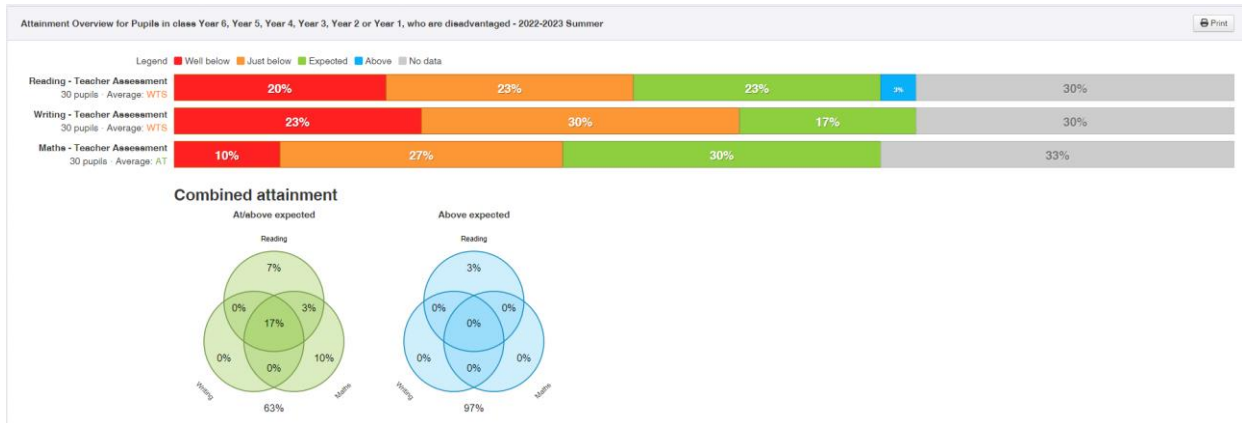 Attainment Overview for Pupils in class Year 6, Year 5, Year 4, Year 3, Year 2 or Year 1, who are disadvantaged - 2022-2023 Summer
Print
Legend Well below Just below Expected Above No data
Reading - Teacher Assessment
30 pupils · Average: WTS
20% 23% 23% 3% 30%
Writing - Teacher Assessment
30 pupils · Average: WTS
23% 30% 17% 30%
Maths - Teacher Assessment
30 pupils · Average: AT
10% 27% 30% 33%
Combined attainment
At/above expected
Reading
7%
0% 3%
17%
0% 0% 10%
Writing Maths
63%
Above expected
Reading
3%
0% 0%
0%
0% 0% 0%
Writing Maths
97%